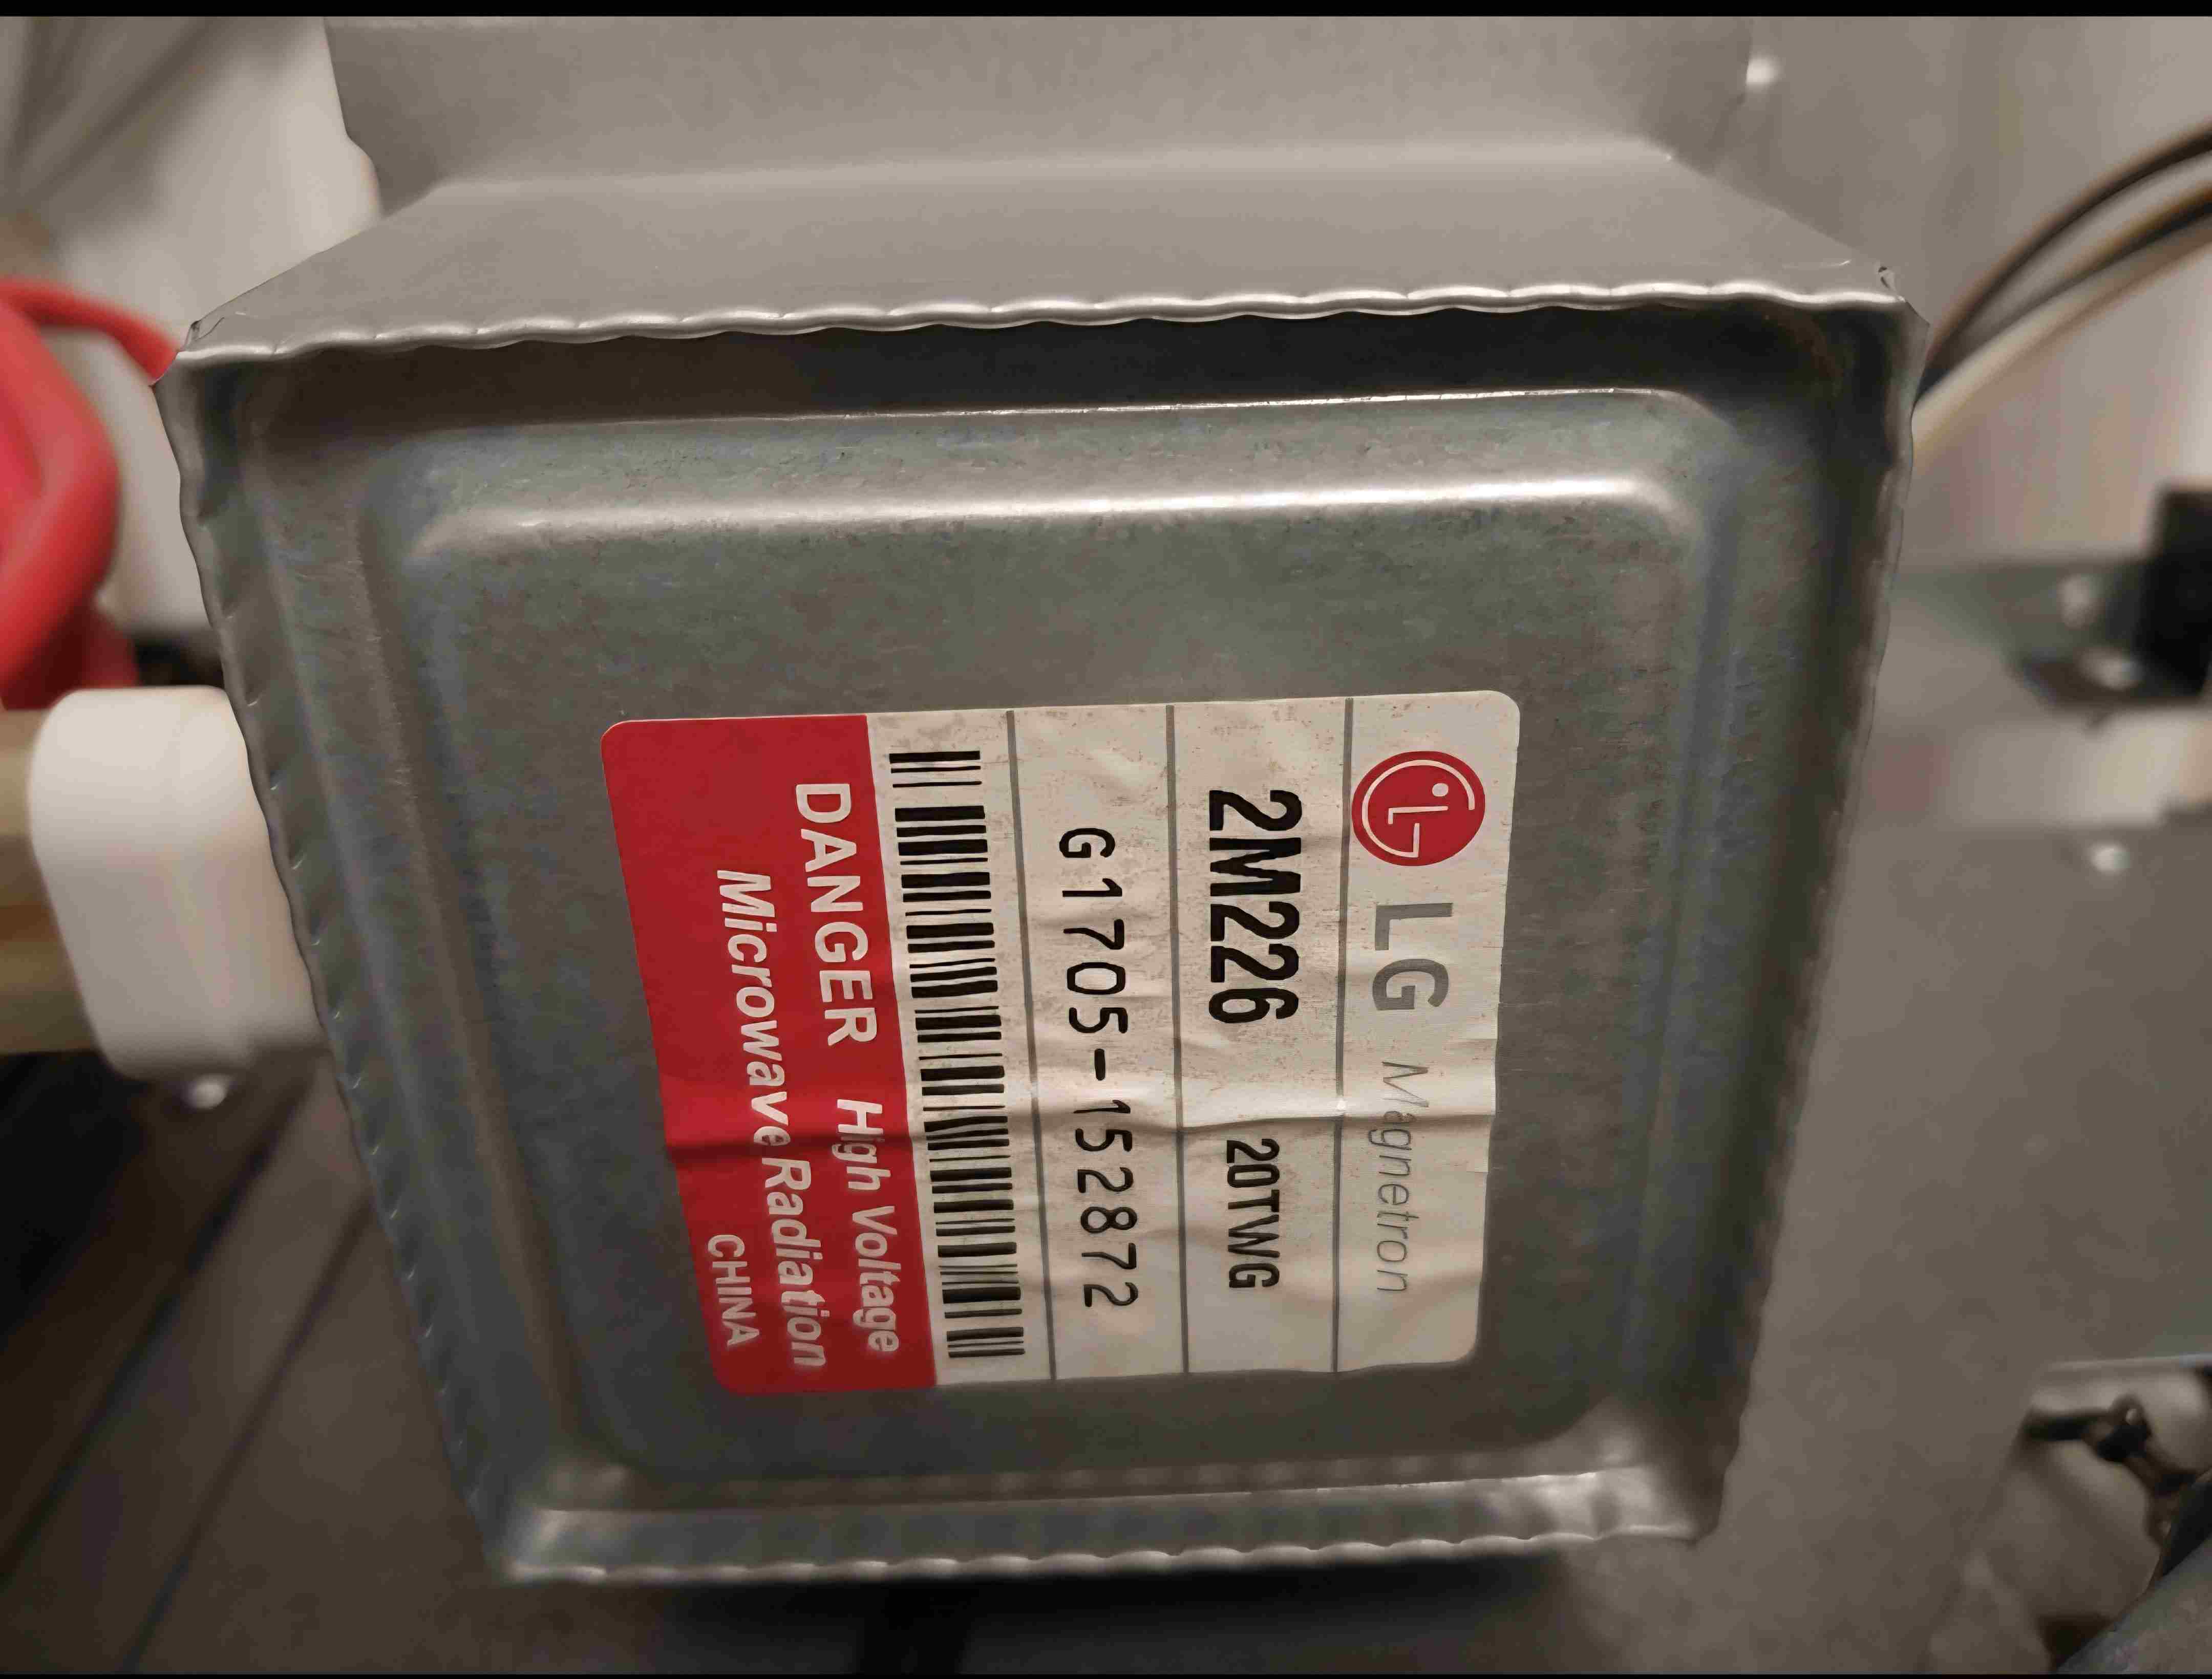 LG Magnetron
2M226 20TWG
G1705-152872
DANGER High Voltage
Microwave Radiation
CHINA